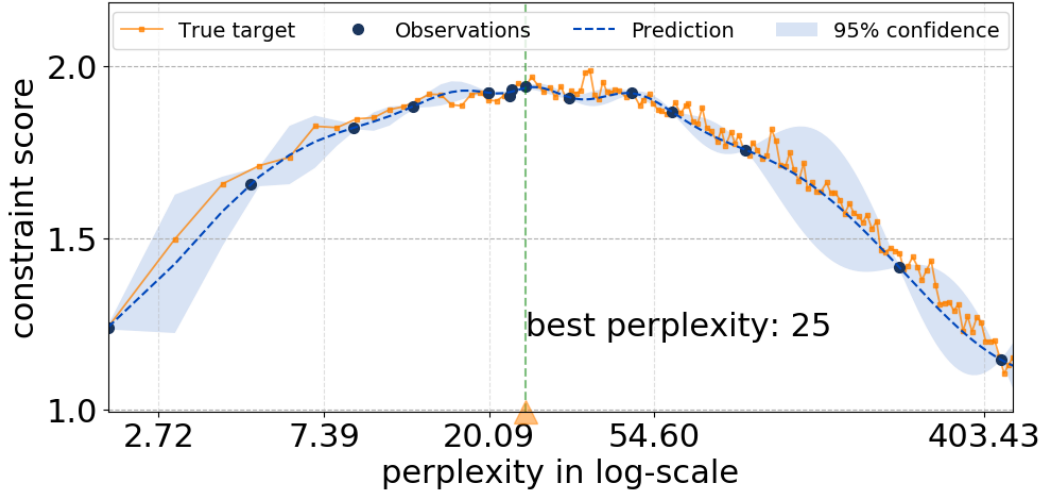 True target Observations Prediction 95% confidence
constraint score
2.0
1.5
1.0
best perplexity: 25
2.72 7.39 20.09 54.60 403.43
perplexity in log-scale